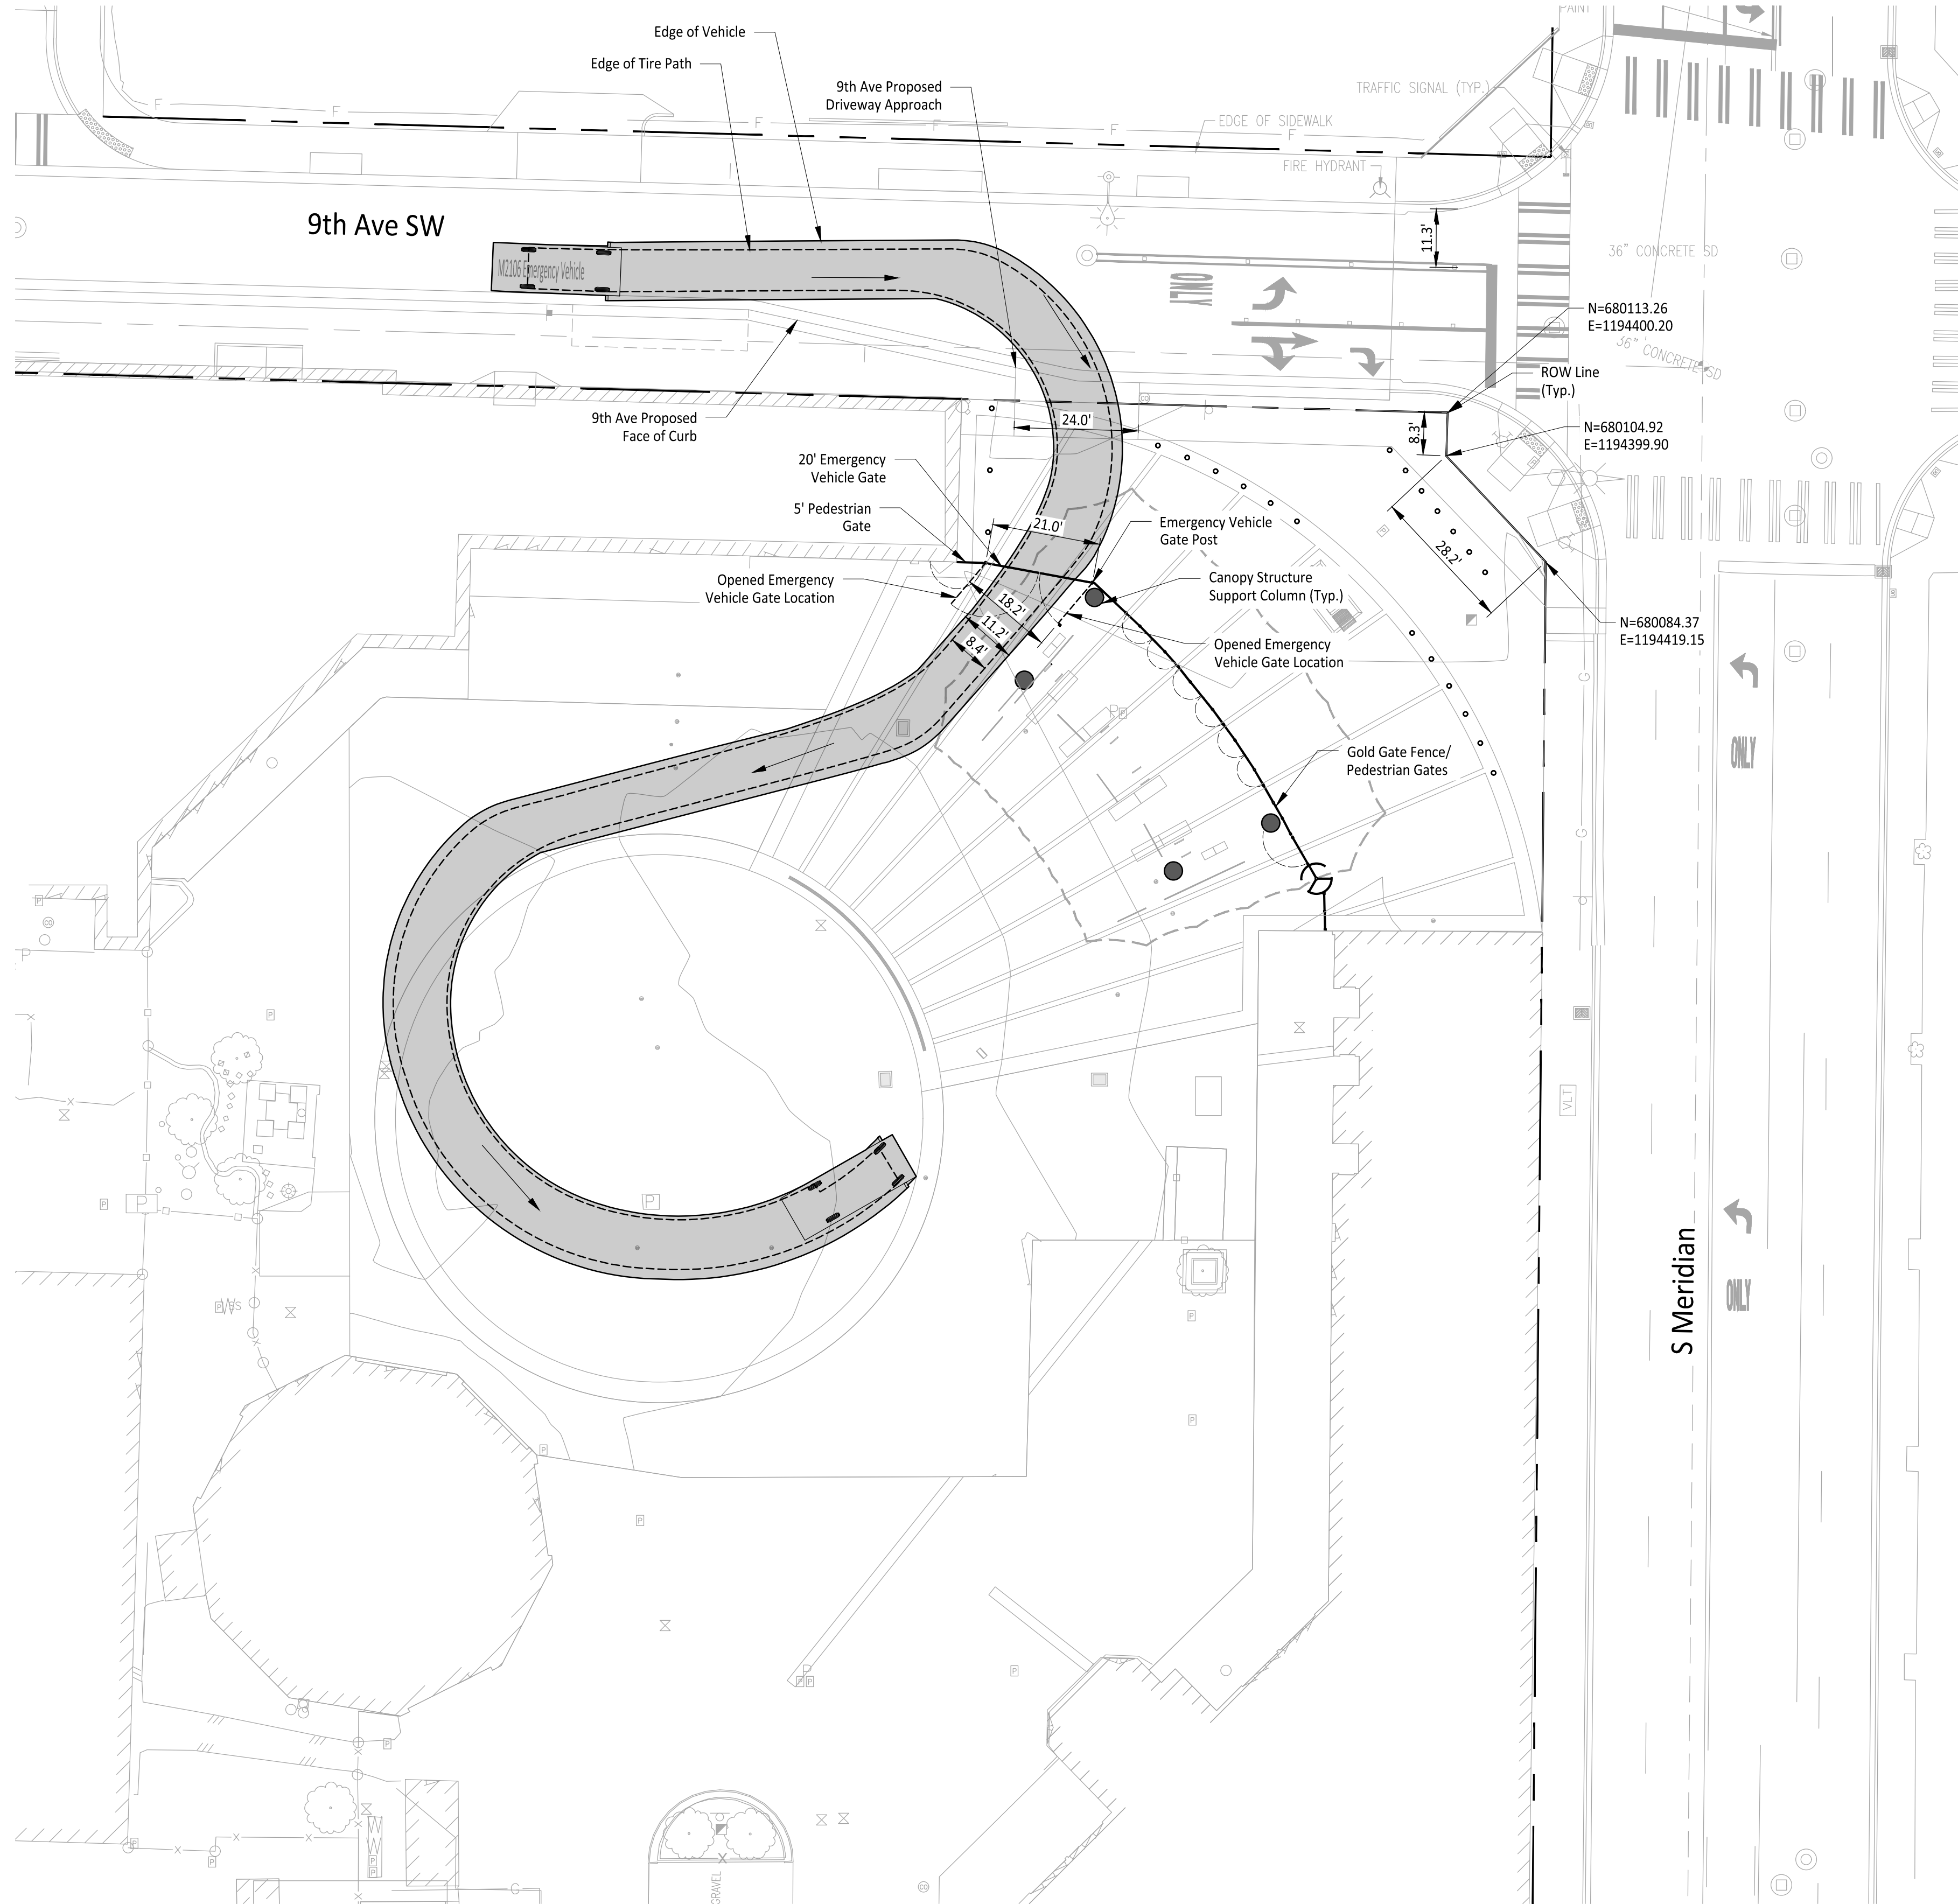 PAINT
Edge of Vehicle
Edge of Tire Path
9th Ave Proposed
Driveway Approach
TRAFFIC SIGNAL (TYP.)
EDGE OF SIDEWALK
F
F
F
F
F
F
FIRE HYDRANT
9th Ave SW
M2106 Emergency Vehicle
11.3'
ONLY
36" CONCRETE SD
N=680113.26
E=1194400.20
36" CONCRETE SD
ROW Line
(Typ.)
9th Ave Proposed
Face of Curb
24.0'
CO
8.3'
N=680104.92
E=1194399.90
20' Emergency
Vehicle Gate
5' Pedestrian
Gate
21.0'
Emergency Vehicle
Gate Post
28.2'
Opened Emergency
Vehicle Gate Location
Canopy Structure
Support Column (Typ.)
18.2'
11.2'
8.4'
N=680084.37
E=1194419.15
Opened Emergency
Vehicle Gate Location
G
P
ONLY
Gold Gate Fence/
Pedestrian Gates
G
G
P
CO
P
P
VLT
P
P
P
P
S Meridian
ONLY
P
SS
P
P
P
P
P
P
P
P
P
P
P
P
P
P
GRAVEL
G
CO